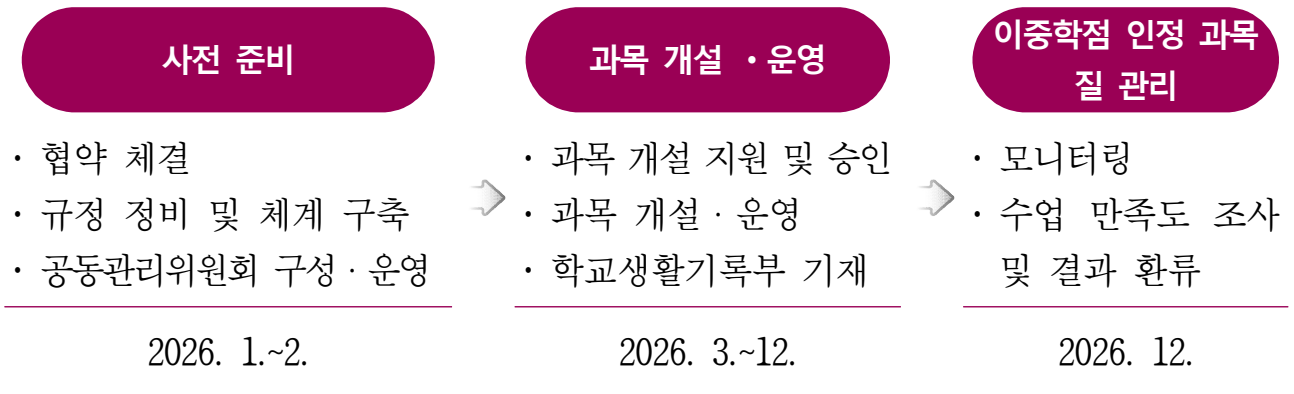 사전 준비
· 협약 체결
· 규정 정비 및 체계 구축
· 공동관리위원회 구성·운영
2026. 1.~2.
과목 개설 ·운영
· 과목 개설 지원 및 승인
· 과목 개설·운영
· 학교생활기록부 기재
2026. 3.~12.
이중학점 인정 과목
질 관리
· 모니터링
· 수업 만족도 조사
및 결과 환류
2026. 12.